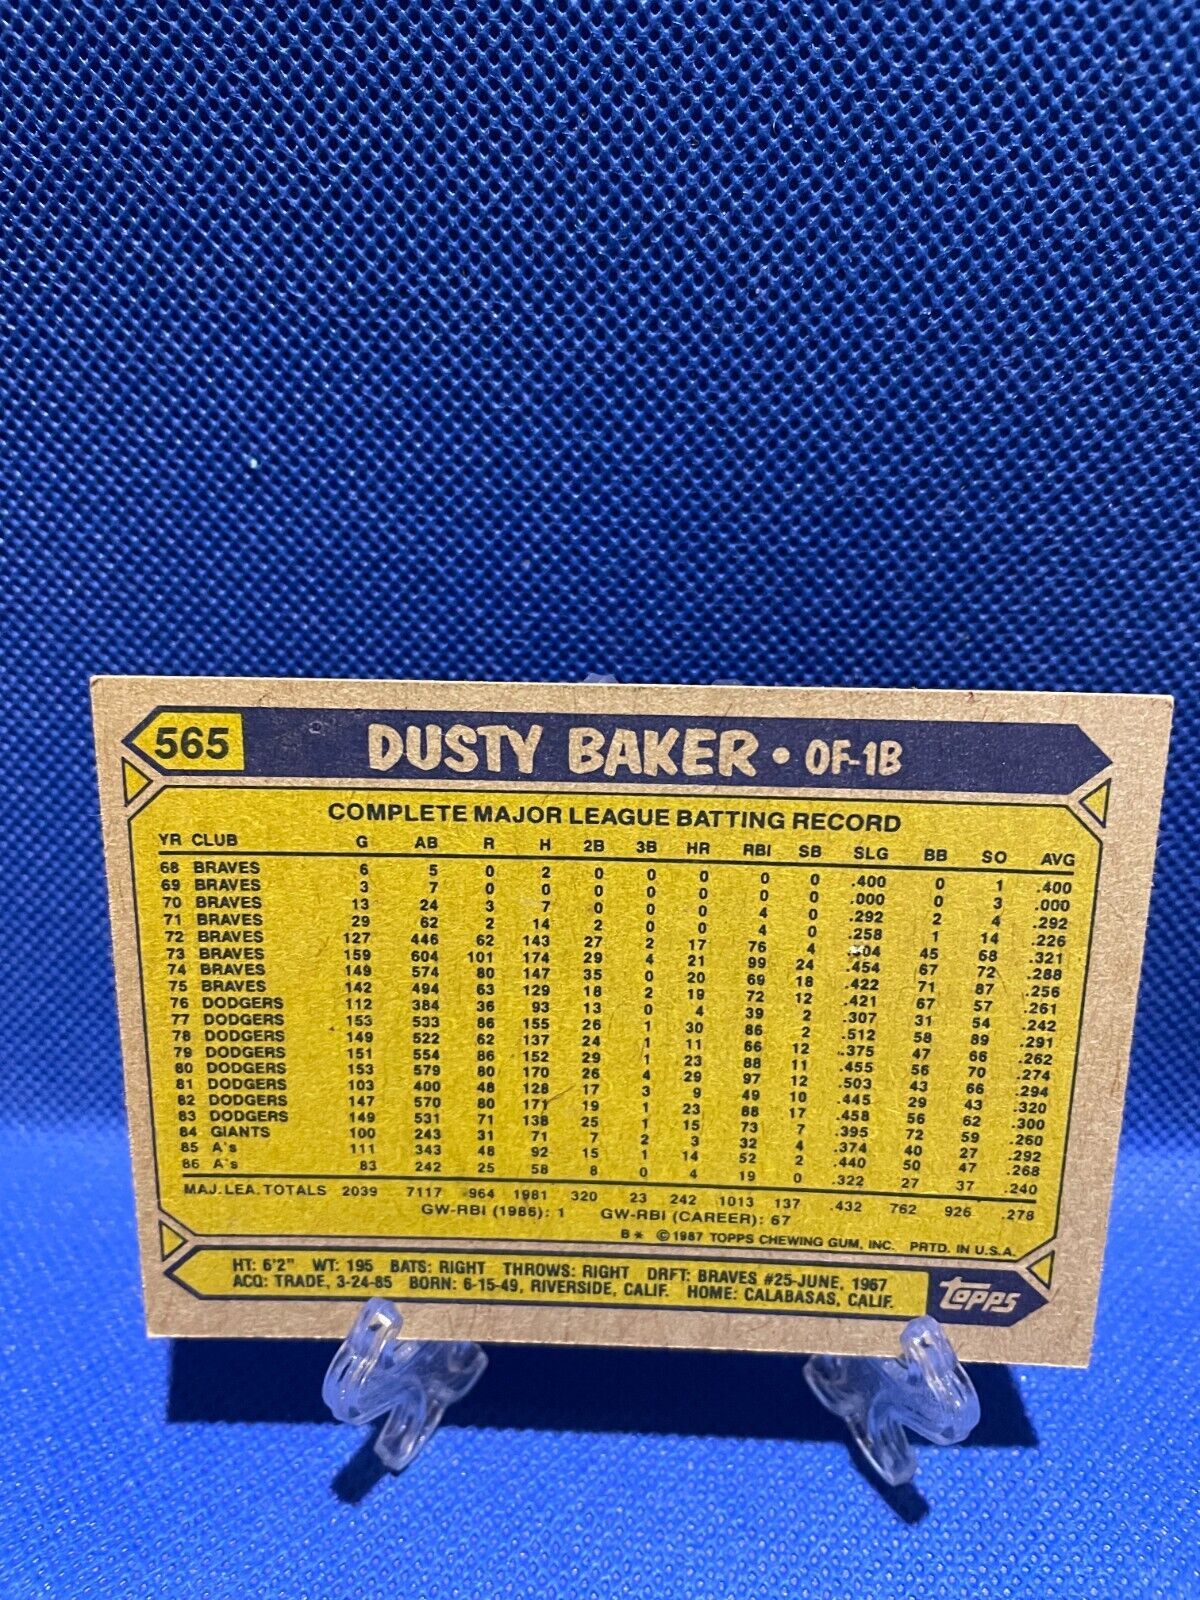 565 DUSTY BAKER • OF-1B
COMPLETE MAJOR LEAGUE BATTING RECORD
YR CLUB G AB R H 2B 3B HR RBI SB SLG BB SO AVG
68 BRAVES 6 5 0 2 0 0 0 0 0 .400 0 1 .400
69 BRAVES 3 7 0 0 0 0 0 0 0 .000 0 3 .000
70 BRAVES 13 24 3 7 0 0 0 4 0 .292 2 4 .292
71 BRAVES 29 62 2 14 2 0 0 4 0 .258 1 14 .226
72 BRAVES 127 446 62 143 27 2 17 76 4 .504 45 68 .321
73 BRAVES 159 604 101 174 29 4 21 99 24 .454 67 72 .288
74 BRAVES 149 574 80 147 35 0 20 69 18 .422 71 87 .256
75 BRAVES 142 494 63 129 18 2 19 72 12 .421 67 57 .261
76 DODGERS 112 384 36 93 13 0 4 39 2 .307 31 54 .242
77 DODGERS 153 533 86 155 26 1 30 86 2 .512 58 89 .291
78 DODGERS 149 522 62 137 24 1 11 66 12 .375 47 66 .262
79 DODGERS 151 554 86 152 29 1 23 88 11 .455 56 70 .274
80 DODGERS 153 579 80 170 26 4 29 97 12 .503 43 66 .294
81 DODGERS 103 400 48 128 17 3 9 49 10 .445 29 43 .320
82 DODGERS 147 570 80 171 19 1 23 88 17 .458 56 62 .300
83 DODGERS 149 531 71 138 25 1 15 73 7 .395 72 59 .260
84 GIANTS 100 243 31 71 7 2 3 32 4 .374 40 27 .292
85 A's 111 343 48 92 15 1 14 52 2 .440 50 47 .268
86 A's 83 242 25 58 8 0 4 19 0 .322 27 37 .240
MAJ. LEA. TOTALS 2039 7117 964 1981 320 23 242 1013 137 .432 762 926 .278
GW-RBI (1986): 1 GW-RBI (CAREER): 67
B* © 1987 TOPPS CHEWING GUM, INC. PRTD. IN U.S.A.
HT: 6'2" WT: 195 BATS: RIGHT THROWS: RIGHT DRFT: BRAVES #25-JUNE, 1967
ACQ: TRADE, 3-24-85 BORN: 6-15-49, RIVERSIDE, CALIF. HOME: CALABASAS, CALIF.
TOPPS